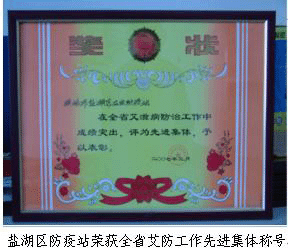 奖 状
在全省艾滋病防治工作中
成绩突出，评为先进集体，予
以表彰。
盐湖区防疫站荣获全省艾防工作先进集体称号